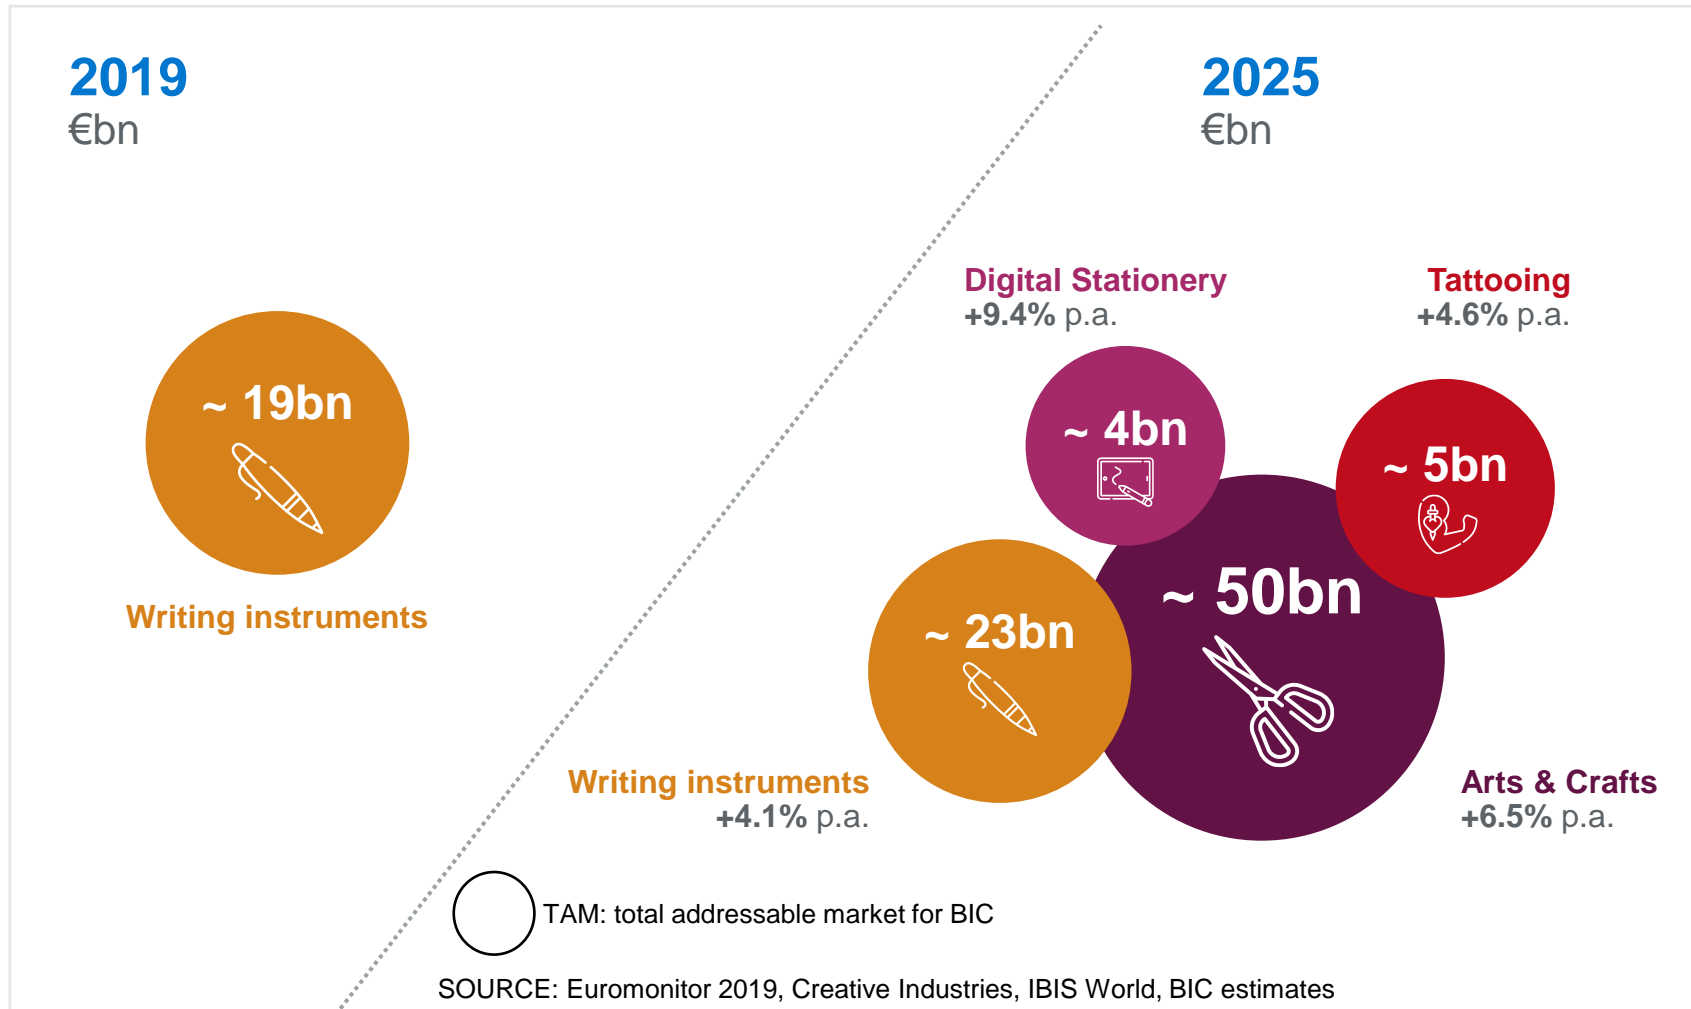 2019
€bn
2025
€bn
~ 19bn
Writing instruments
Digital Stationery
+9.4% p.a.
Tattooing
+4.6% p.a.
~ 4bn
~ 5bn
~ 50bn
~ 23bn
Writing instruments
+4.1% p.a.
Arts & Crafts
+6.5% p.a.
TAM: total addressable market for BIC
SOURCE: Euromonitor 2019, Creative Industries, IBIS World, BIC estimates